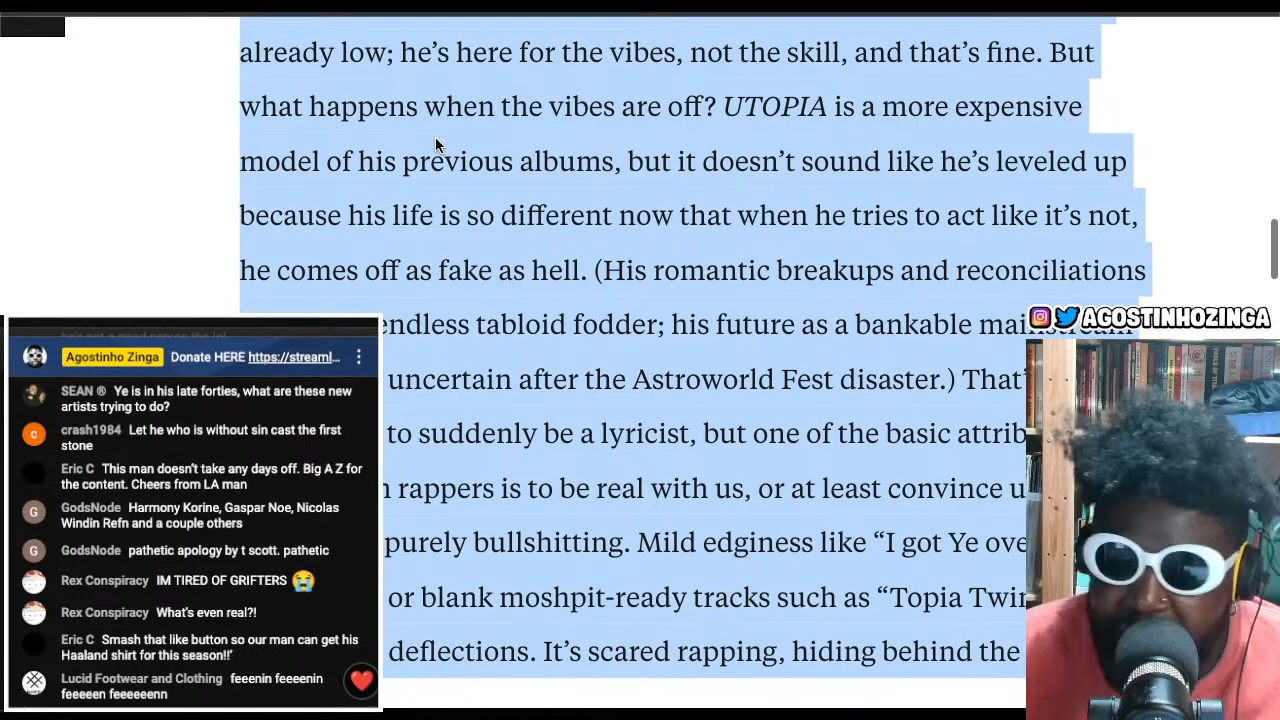 already low; he’s here for the vibes, not the skill, and that’s fine. But
what happens when the vibes are off? UTOPIA is a more expensive
model of his previous albums, but it doesn’t sound like he’s leveled up
because his life is so different now that when he tries to act like it’s not,
he comes off as fake as hell. (His romantic breakups and reconciliations
endless tabloid fodder; his future as a bankable mainstream
uncertain after the Astroworld Fest disaster.) That’
to suddenly be a lyricist, but one of the basic attrib
rappers is to be real with us, or at least convince u
purely bullshitting. Mild edginess like “I got Ye ove
or blank moshpit-ready tracks such as “Topia Twin
deflections. It’s scared rapping, hiding behind the
AGOSTINHOZINGA
he's not a good person tho lol
Agostinho Zinga Donate HERE https://streaml...
SEAN ® Ye is in his late forties, what are these new
artists trying to do?
crash1984 Let he who is without sin cast the first
stone
Eric C This man doesn’t take any days off. Big A Z for
the content. Cheers from LA man
GodsNode Harmony Korine, Gaspar Noe, Nicolas
Windin Refn and a couple others
GodsNode pathetic apology by t scott. pathetic
Rex Conspiracy IM TIRED OF GRIFTERS 😭
Rex Conspiracy What's even real?!
Eric C Smash that like button so our man can get his
Haaland shirt for this season!!'
Lucid Footwear and Clothing feeenin feeeenin
feeeeen feeeeeenn